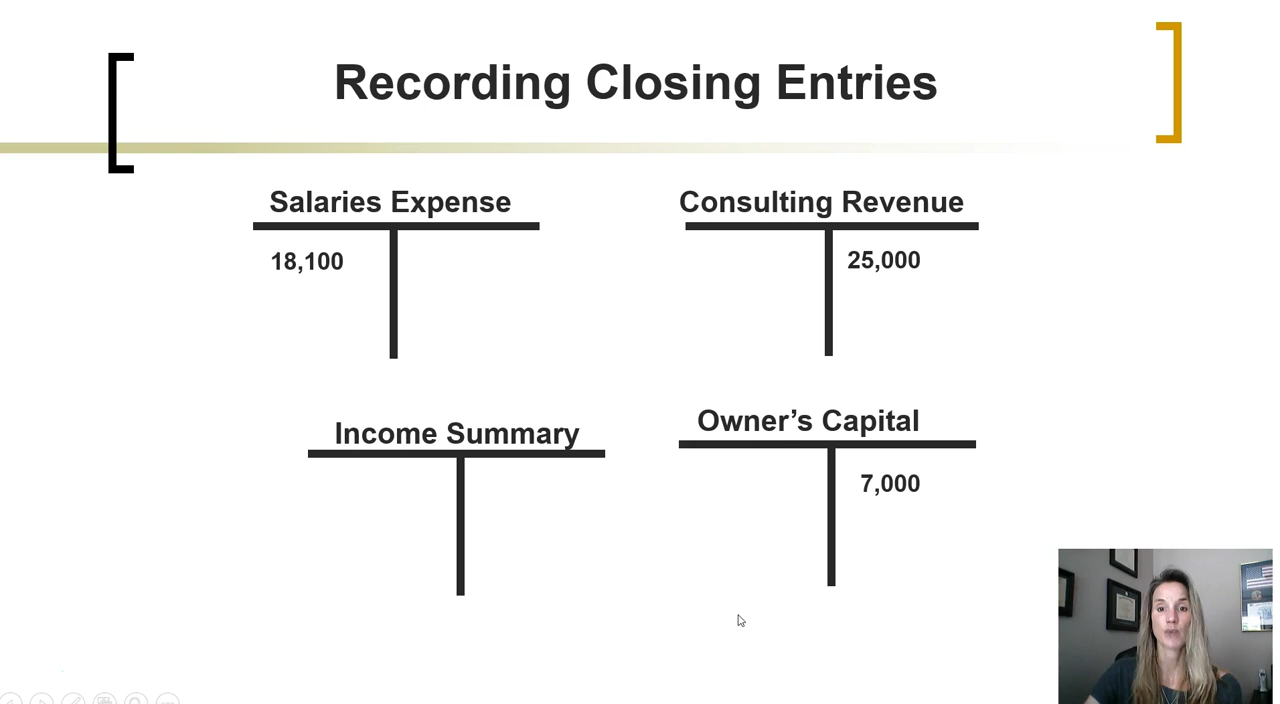 Recording Closing Entries
Salaries Expense
Consulting Revenue
18,100
25,000
Income Summary
Owner’s Capital
7,000